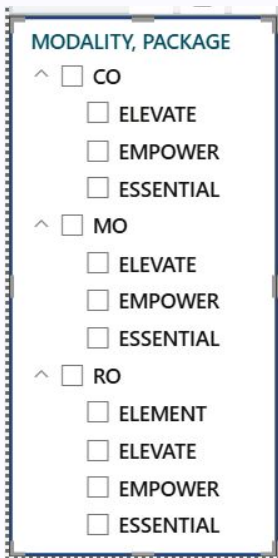 MODALITY, PACKAGE
CO
ELEVATE
EMPOWER
ESSENTIAL
MO
ELEVATE
EMPOWER
ESSENTIAL
RO
ELEMENT
ELEVATE
EMPOWER
ESSENTIAL